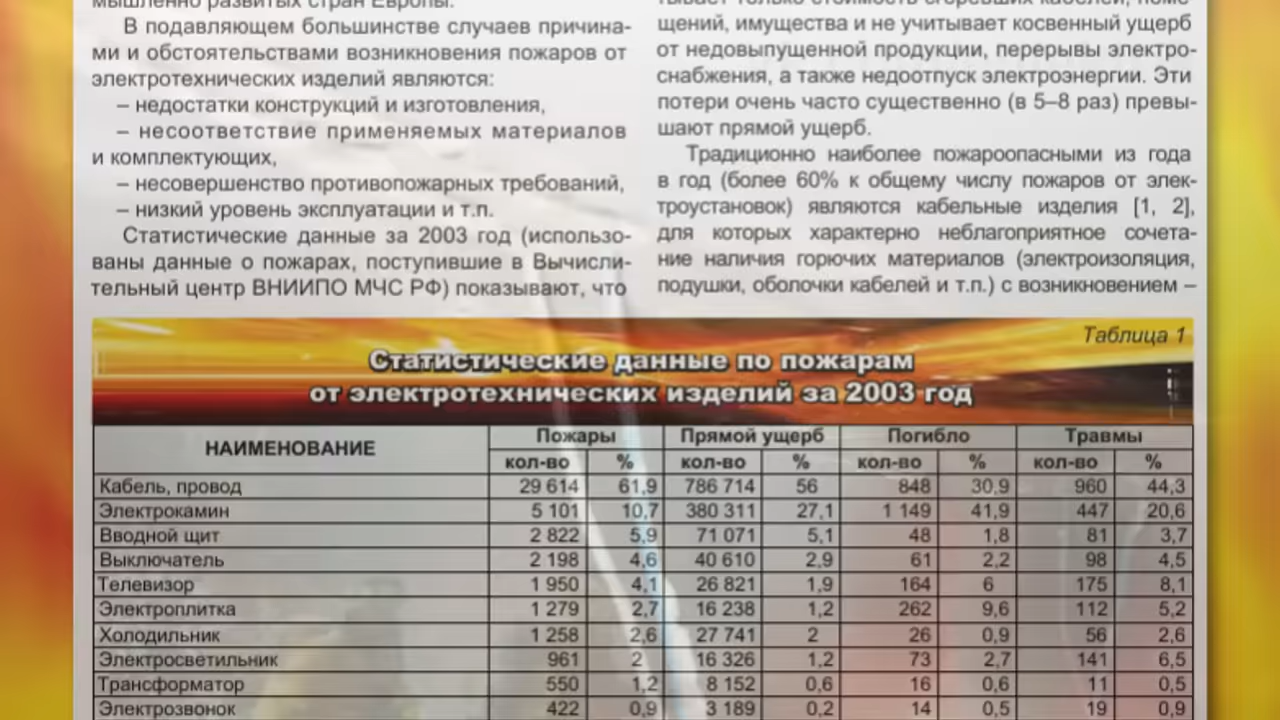 мышленно развитых стран Европы.
В подавляющем большинстве случаев причина-
ми и обстоятельствами возникновения пожаров от
электротехнических изделий являются:
– недостатки конструкций и изготовления,
– несоответствие применяемых материалов
и комплектующих,
– несовершенство противопожарных требований,
– низкий уровень эксплуатации и т.п.
Статистические данные за 2003 год (использо-
ваны данные о пожарах, поступившие в Вычисли-
тельный центр ВНИИПО МЧС РФ) показывают, что
тывает только стоимость сгоревших кабелей, поме-
щений, имущества и не учитывает косвенный ущерб
от недовыпущенной продукции, перерывы электро-
снабжения, а также недоотпуск электроэнергии. Эти
потери очень часто существенно (в 5–8 раз) превы-
шают прямой ущерб.
Традиционно наиболее пожароопасными из года
в год (более 60% к общему числу пожаров от элек-
троустановок) являются кабельные изделия [1, 2],
для которых характерно неблагоприятное сочета-
ние наличия горючих материалов (электроизоляция,
подушки, оболочки кабелей и т.п.) с возникновением –
Таблица 1
Статистические данные по пожарам
от электротехнических изделий за 2003 год
НАИМЕНОВАНИЕ Пожары Прямой ущерб Погибло Травмы
кол-во % кол-во % кол-во % кол-во %
Кабель, провод 29 614 61,9 786 714 56 848 30,9 960 44,3
Электрокамин 5 101 10,7 380 311 27,1 1 149 41,9 447 20,6
Вводной щит 2 822 5,9 71 071 5,1 48 1,8 81 3,7
Выключатель 2 198 4,6 40 610 2,9 61 2,2 98 4,5
Телевизор 1 950 4,1 26 821 1,9 164 6 175 8,1
Электроплитка 1 279 2,7 16 238 1,2 262 9,6 112 5,2
Холодильник 1 258 2,6 27 741 2 26 0,9 56 2,6
Электросветильник 961 2 16 326 1,2 73 2,7 141 6,5
Трансформатор 550 1,2 8 152 0,6 16 0,6 11 0,5
Электрозвонок 422 0,9 3 189 0,2 14 0,5 19 0,9